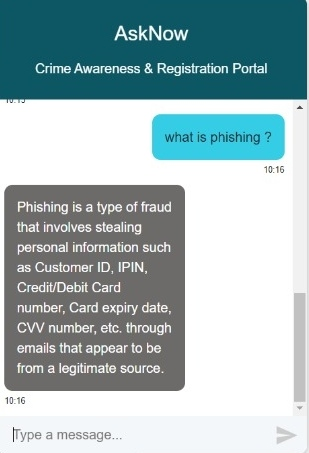 AskNow
Crime Awareness & Registration Portal
10:15
what is phishing ?
10:16
Phishing is a type of fraud
that involves stealing
personal information such
as Customer ID, IPIN,
Credit/Debit Card
number, Card expiry date,
CVV number, etc. through
emails that appear to be
from a legitimate source.
10:16
Type a message...